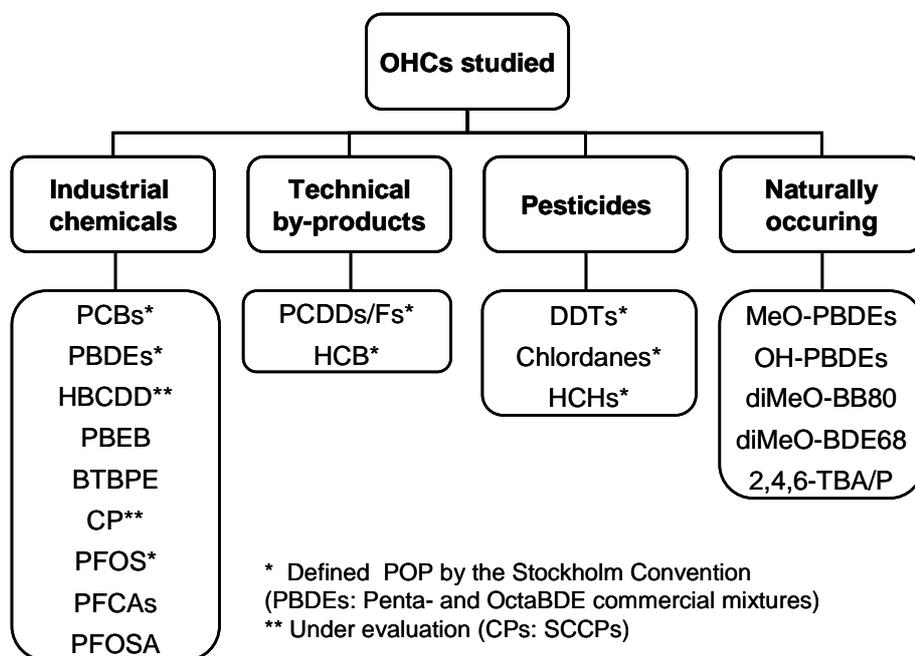 OHCs studied
Industrial
chemicals
Technical
by-products
Pesticides
Naturally
occuring
PCBs*
PBDEs*
HBCDD**
PBEB
BTBPE
CP**
PFOS*
PFCAs
PFOSA
PCDDs/Fs*
HCB*
DDTs*
Chlordanes*
HCHs*
MeO-PBDEs
OH-PBDEs
diMeO-BB80
diMeO-BDE68
2,4,6-TBA/P
* Defined POP by the Stockholm Convention
(PBDEs: Penta- and OctaBDE commercial mixtures)
** Under evaluation (CPs: SCCPs)